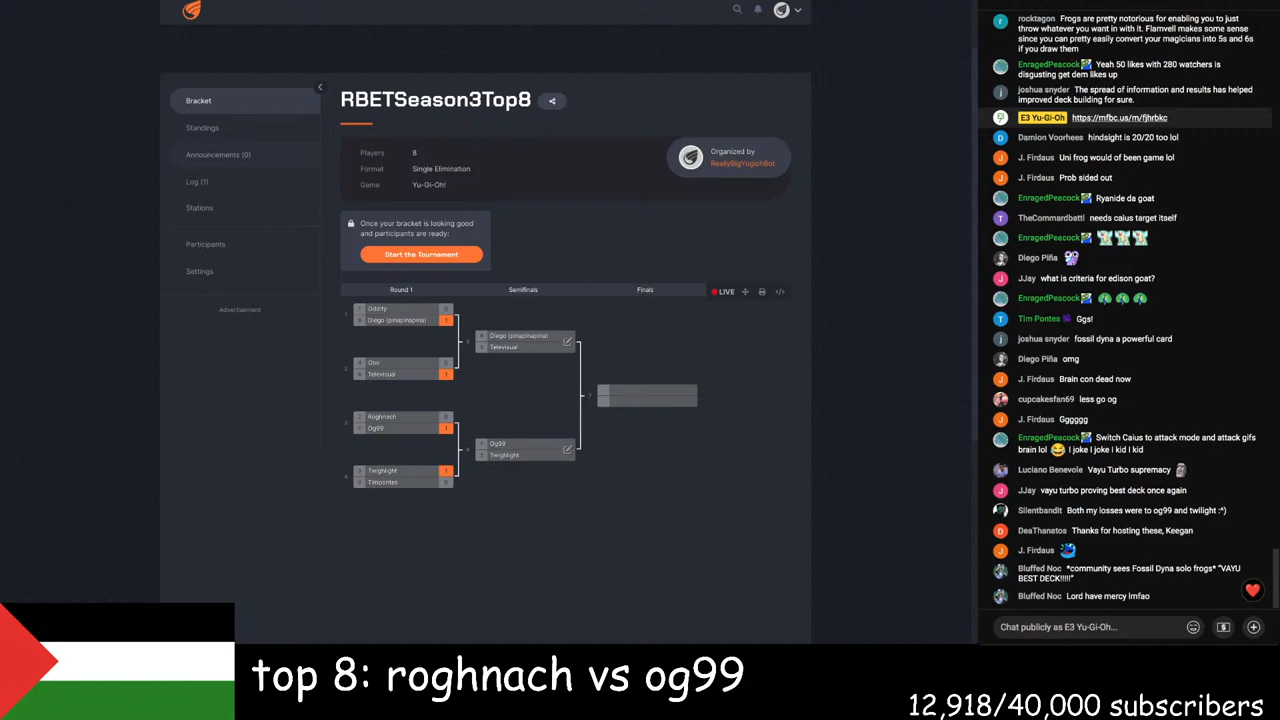 Bracket
Standings
Announcements (0)
Log (1)
Stations
Participants
Settings
Advertisement
RBETSeason3Top8
Players 8
Format Single Elimination
Game Yu-Gi-Oh!
Organized by
ReallyBigYugiohBot
Once your bracket is looking good
and participants are ready:
Start the Tournament
Round 1 Semifinals Finals
LIVE
Oddity 0
Diego (pinapinapina) 1
Gbo 0
Televisual 1
Roghnach 0
Og99 1
Twighlight 1
Timpontes 0
Diego (pinapinapina)
Televisual
Og99
Twighlight
rocktagon Frogs are pretty notorious for enabling you to just
throw whatever you want in with it. Flamvell makes some sense
since you can pretty easily convert your magicians into 5s and 6s
if you draw them
EnragedPeacock Yeah 50 likes with 280 watchers is
disgusting get dem likes up
joshua snyder The spread of information and results has helped
improved deck building for sure.
E3 Yu-Gi-Oh https://mfbc.us/m/fjhrbkc
Damion Voorhees hindsight is 20/20 too lol
J. Firdaus Uni frog would of been game lol
J. Firdaus Prob sided out
EnragedPeacock Ryanide da goat
TheCommardbattl needs caius target itself
EnragedPeacock
Diego Piña
JJay what is criteria for edison goat?
EnragedPeacock
Tim Pontes Ggs!
joshua snyder fossil dyna a powerful card
Diego Piña omg
J. Firdaus Brain con dead now
cupcakesfan69 less go og
J. Firdaus Gggggg
EnragedPeacock Switch Caius to attack mode and attack gifs
brain lol I joke I joke I kid I kid
Luciano Benevole Vayu Turbo supremacy
JJay vayu turbo proving best deck once again
Silentbandit Both my losses were to og99 and twilight :*)
DeaThanatos Thanks for hosting these, Keegan
J. Firdaus
Bluffed Noc *community sees Fossil Dyna solo frogs* "VAYU
BEST DECK!!!!!"
Bluffed Noc Lord have mercy lmfao
Chat publicly as E3 Yu-Gi-Oh...
top 8: roghnach vs og99
12,918/40,000 subscribers